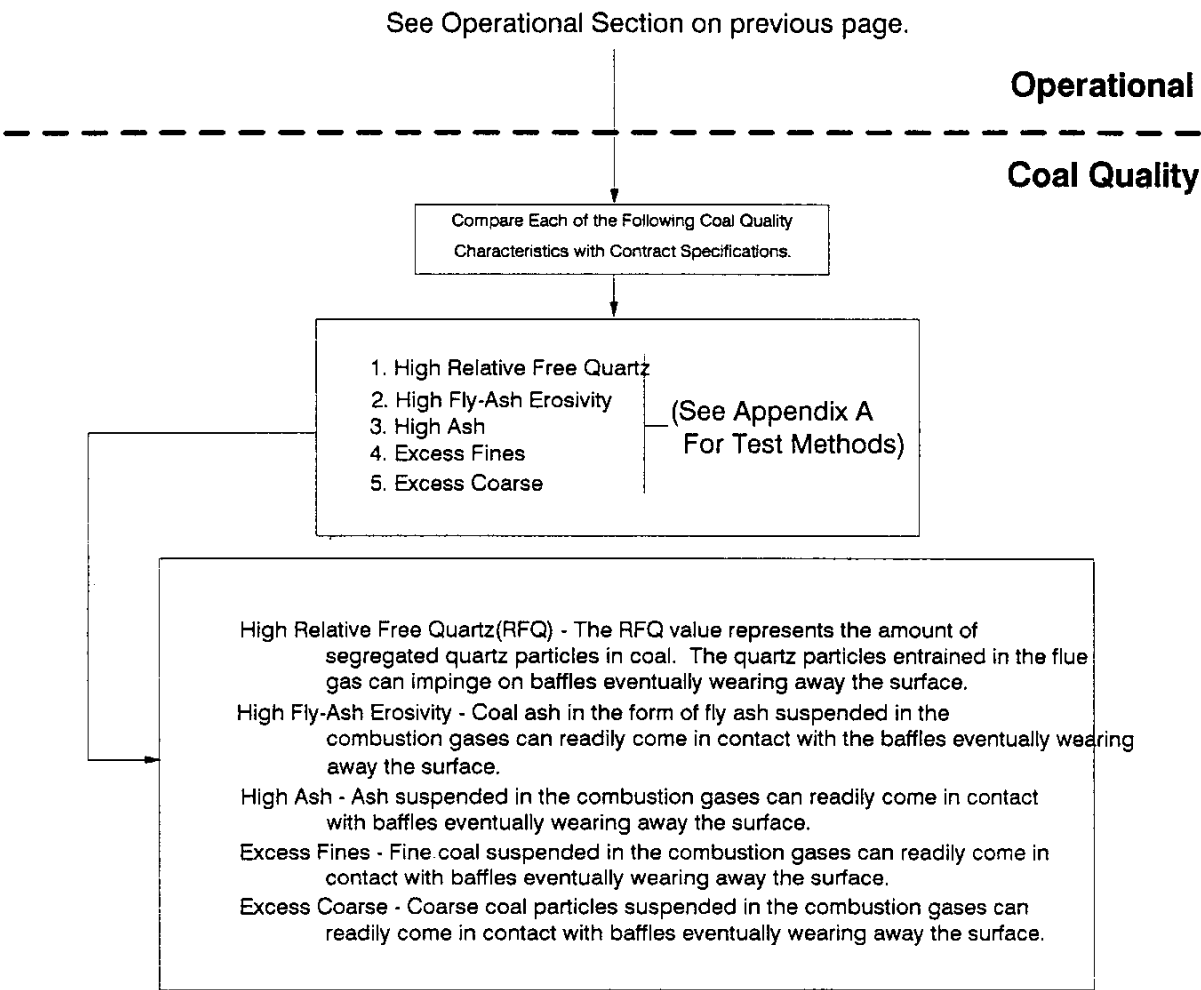 See Operational Section on previous page.
Operational
Coal Quality
Compare Each of the Following Coal Quality
Characteristics with Contract Specifications.
1. High Relative Free Quartz
2. High Fly-Ash Erosivity
3. High Ash
4. Excess Fines
5. Excess Coarse
(See Appendix A
For Test Methods)
High Relative Free Quartz(RFQ) - The RFQ value represents the amount of
segregated quartz particles in coal. The quartz particles entrained in the flue
gas can impinge on baffles eventually wearing away the surface.
High Fly-Ash Erosivity - Coal ash in the form of fly ash suspended in the
combustion gases can readily come in contact with the baffles eventually wearing
away the surface.
High Ash - Ash suspended in the combustion gases can readily come in contact
with baffles eventually wearing away the surface.
Excess Fines - Fine coal suspended in the combustion gases can readily come in
contact with baffles eventually wearing away the surface.
Excess Coarse - Coarse coal particles suspended in the combustion gases can
readily come in contact with baffles eventually wearing away the surface.